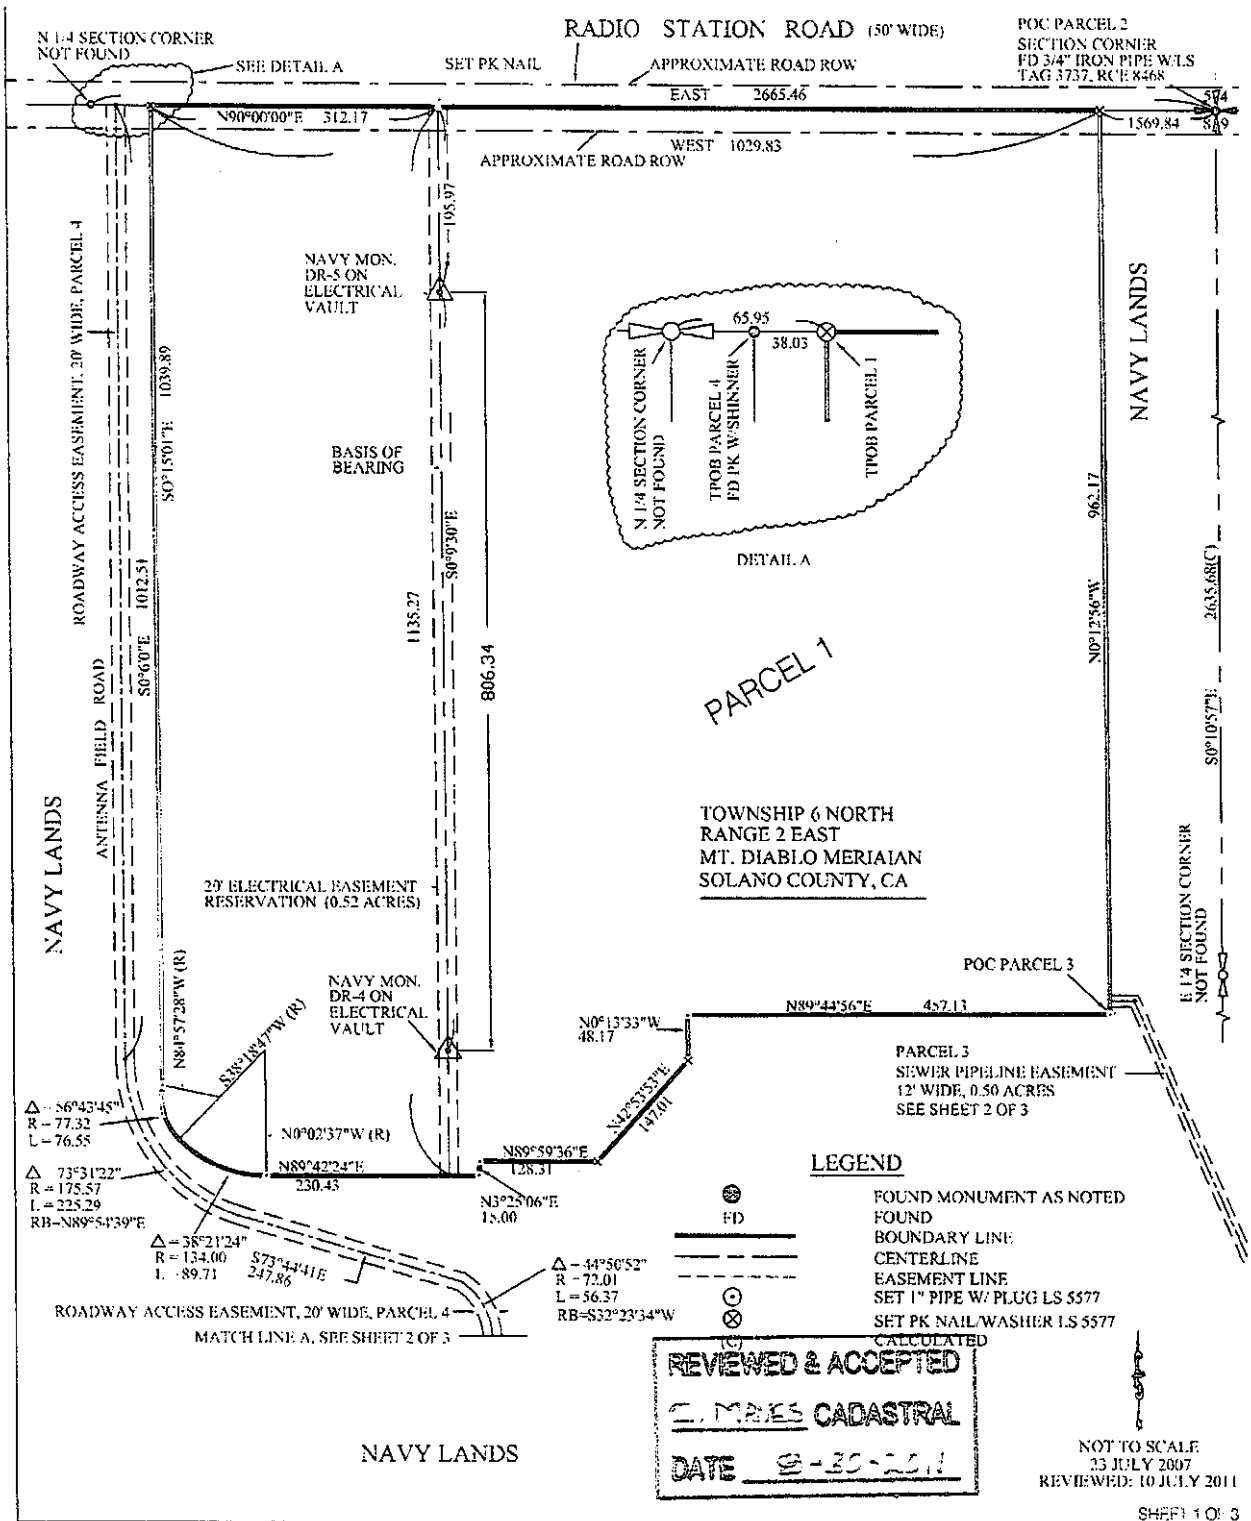 RADIO STATION ROAD (50' WIDE)
N 1/4 SECTION CORNER
NOT FOUND
SEE DETAIL A
SET PK NAIL
APPROXIMATE ROAD ROW
POC PARCEL 2
SECTION CORNER
FD 3/4" IRON PIPE W/LS
TAG 3737, RCE 8468
EAST 2665.46
N90°00'00"E 312.17
WEST 1029.83
APPROXIMATE ROAD ROW
1569.84
195.97
ROADWAY ACCESS EASEMENT, 20' WIDE, PARCEL 4
NAVY MON.
DR-5 ON
ELECTRICAL
VAULT
65.95
38.03
N 1/4 SECTION CORNER
NOT FOUND
TPOB PARCEL 4
FD PK W/SHINNER
TPOB PARCEL 1
DETAIL A
NAVY LANDS
S0°15'01"E 1039.89
BASIS OF
BEARING
S0°9'30"E
1135.27
806.34
N0°12'56"W 962.17
S0°10'57"E 2635.68(C)
S0°6'0"E 1012.51
ANTENNA FIELD ROAD
PARCEL 1
NAVY LANDS
TOWNSHIP 6 NORTH
RANGE 2 EAST
MT. DIABLO MERIAIAN
SOLANO COUNTY, CA
20' ELECTRICAL EASEMENT
RESERVATION (0.52 ACRES)
E 1/4 SECTION CORNER
NOT FOUND
NAVY MON.
DR-4 ON
ELECTRICAL
VAULT
POC PARCEL 3
N89°44'56"E 457.13
N0°13'33"W
48.17
N84°57'28"W (R)
S38°18'47"W (R)
PARCEL 3
SEWER PIPELINE EASEMENT
12' WIDE, 0.50 ACRES
SEE SHEET 2 OF 3
N42°53'53"E
147.01
Δ - 56°43'45"
R - 77.32
L = 76.55
N0°02'37"W (R)
N89°59'36"E
128.31
N89°42'24"E
230.43
Δ 73°31'22"
R = 175.57
L = 225.29
RB-N89°54'39"E
N3°25'06"E
15.00
Δ = 38°21'24"
R = 134.00
L - 89.71
S73°44'41E
247.86
Δ - 44°50'52"
R - 72.01
L = 56.37
RB=S32°23'34"W
ROADWAY ACCESS EASEMENT, 20' WIDE, PARCEL 4
MATCH LINE A, SEE SHEET 2 OF 3
LEGEND
FOUND MONUMENT AS NOTED
FD FOUND
BOUNDARY LINE
CENTERLINE
EASEMENT LINE
SET 1" PIPE W/ PLUG LS 5577
SET PK NAIL/WASHER LS 5577
(C) CALCULATED
REVIEWED & ACCEPTED
CADASTRAL
DATE
NAVY LANDS
NOT TO SCALE
23 JULY 2007
REVIEWED: 10 JULY 2011
SHEET 1 OF 3